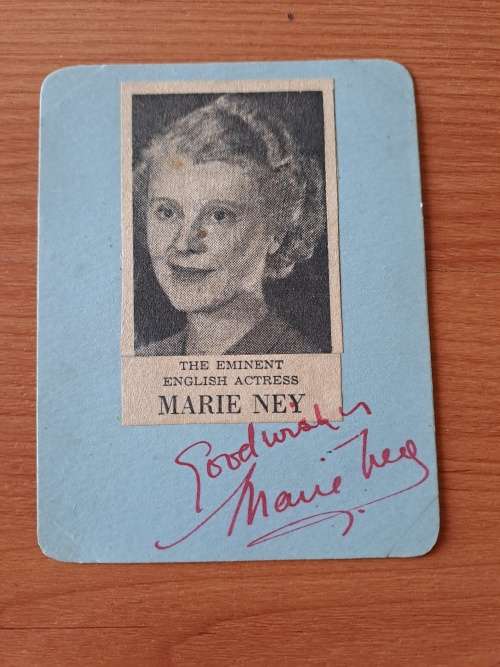 THE EMINENT
ENGLISH ACTRESS
MARIE NEY
Good wishes
Marie Ney